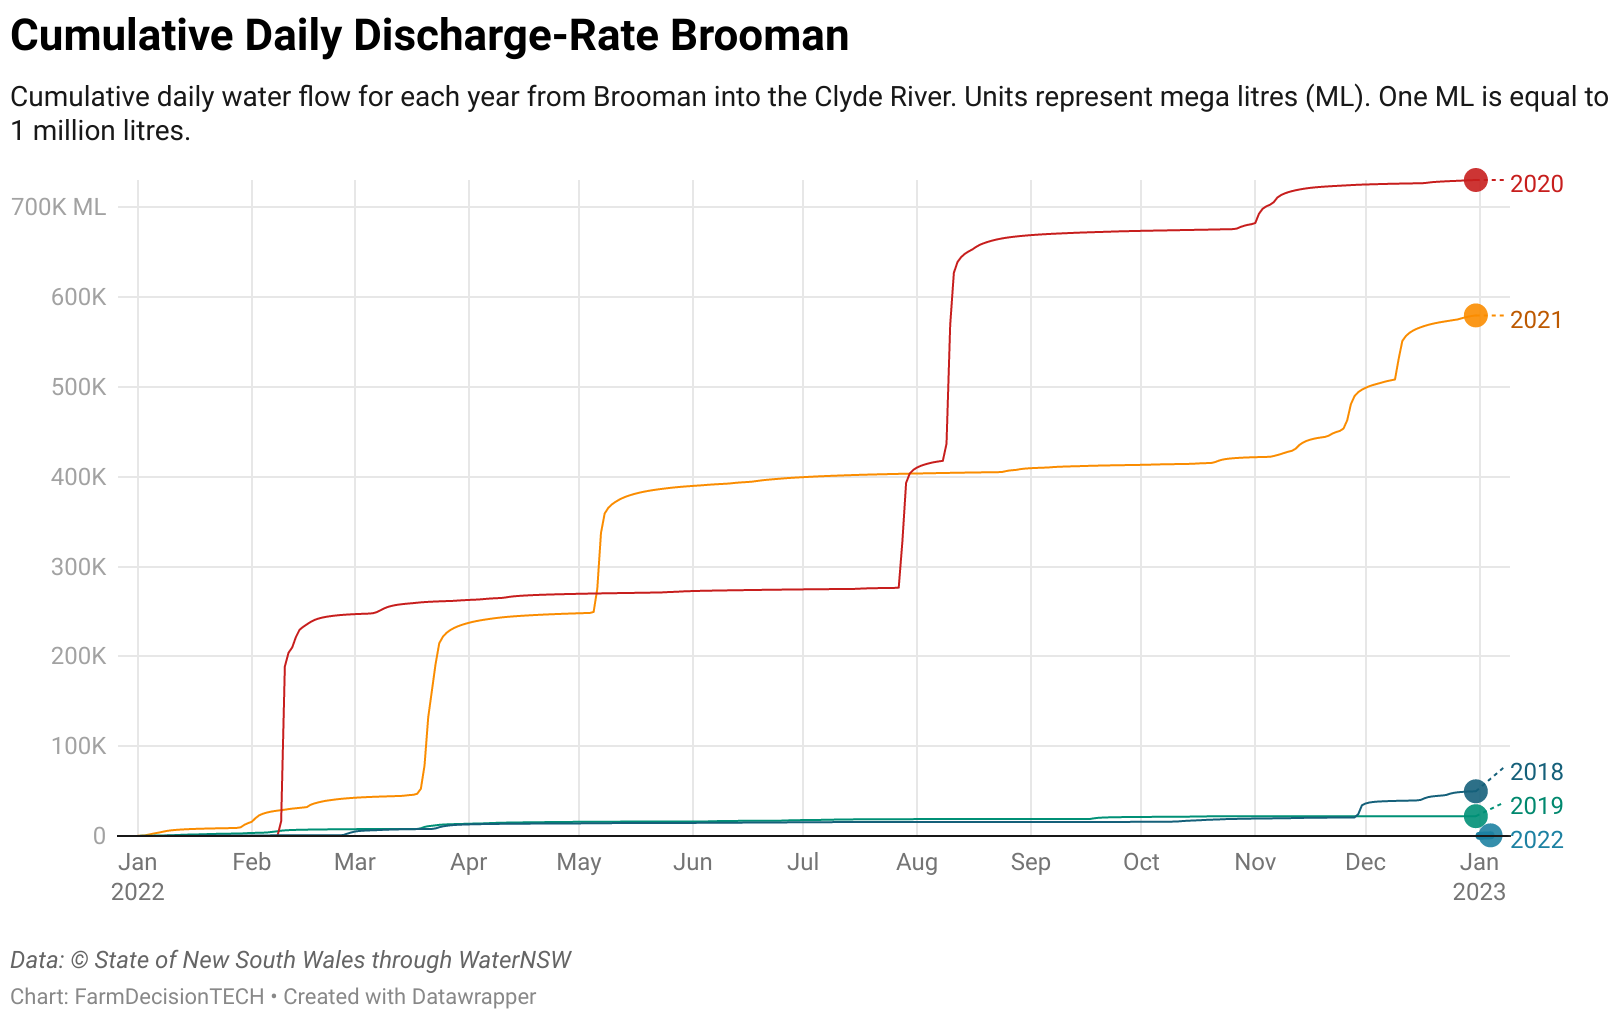 Cumulative Daily Discharge-Rate Brooman
Cumulative daily water flow for each year from Brooman into the Clyde River. Units represent mega litres (ML). One ML is equal to
1 million litres.
700K ML
600K
500K
400K
300K
200K
100K
0
2020
2021
2018
2019
2022
Jan Feb Mar Apr May Jun Jul Aug Sep Oct Nov Dec Jan
2022 2023
Data: © State of New South Wales through WaterNSW
Chart: FarmDecisionTECH • Created with Datawrapper